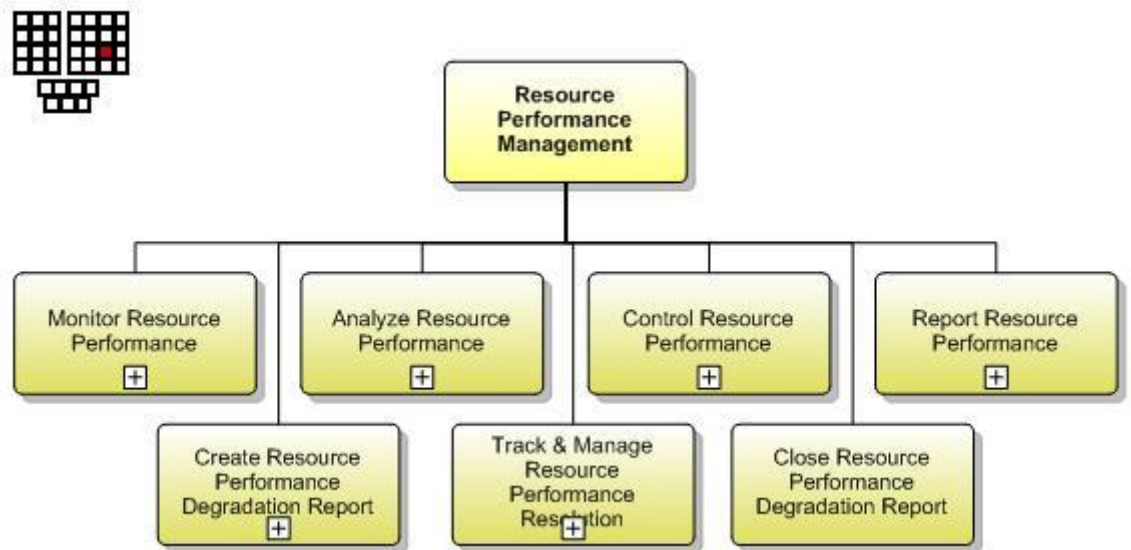 Resource
Performance
Management
Monitor Resource
Performance
Analyze Resource
Performance
Control Resource
Performance
Report Resource
Performance
Create Resource
Performance
Degradation Report
Track & Manage
Resource
Performance
Resolution
Close Resource
Performance
Degradation Report